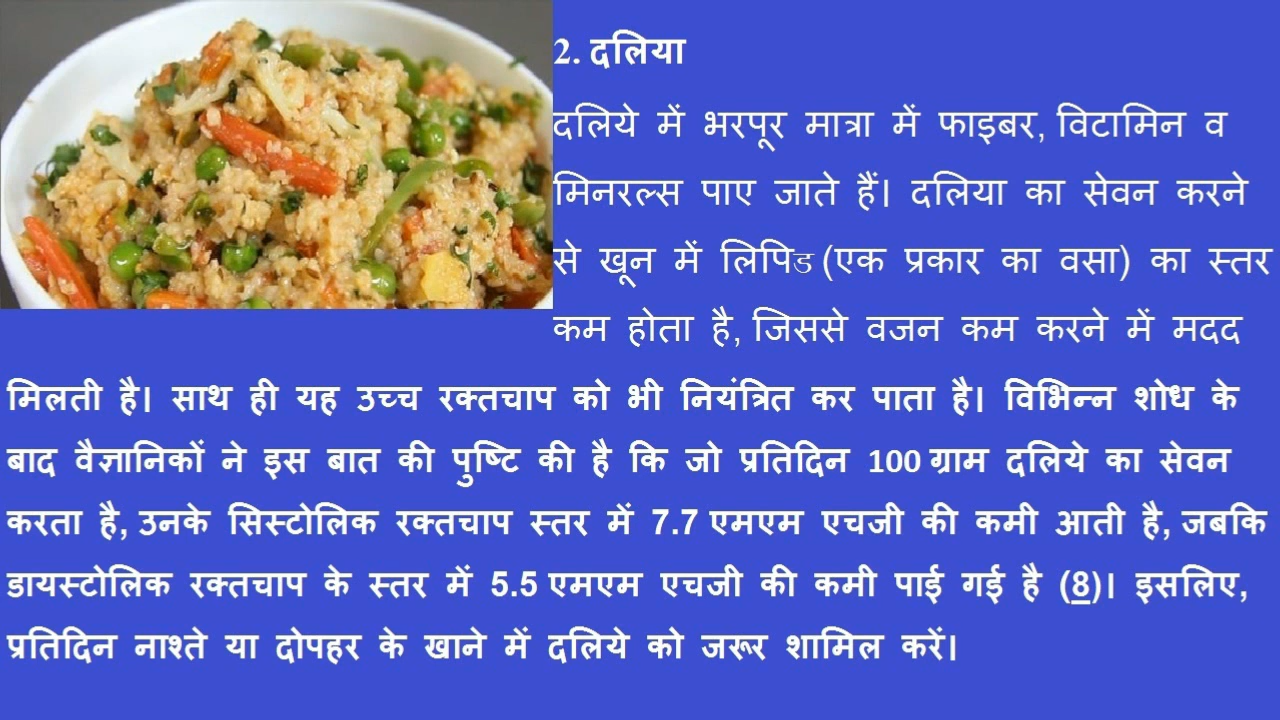 2. दलिया
दलिये में भरपूर मात्रा में फाइबर, विटामिन व
मिनरल्स पाए जाते हैं। दलिया का सेवन करने
से खून में लिपिड (एक प्रकार का वसा) का स्तर
कम होता है, जिससे वजन कम करने में मदद
मिलती है। साथ ही यह उच्च रक्तचाप को भी नियंत्रित कर पाता है। विभिन्न शोध के
बाद वैज्ञानिकों ने इस बात की पुष्टि की है कि जो प्रतिदिन 100 ग्राम दलिये का सेवन
करता है, उनके सिस्टोलिक रक्तचाप स्तर में 7.7 एमएम एचजी की कमी आती है, जबकि
डायस्टोलिक रक्तचाप के स्तर में 5.5 एमएम एचजी की कमी पाई गई है (8)। इसलिए,
प्रतिदिन नाश्ते या दोपहर के खाने में दलिये को जरूर शामिल करें।